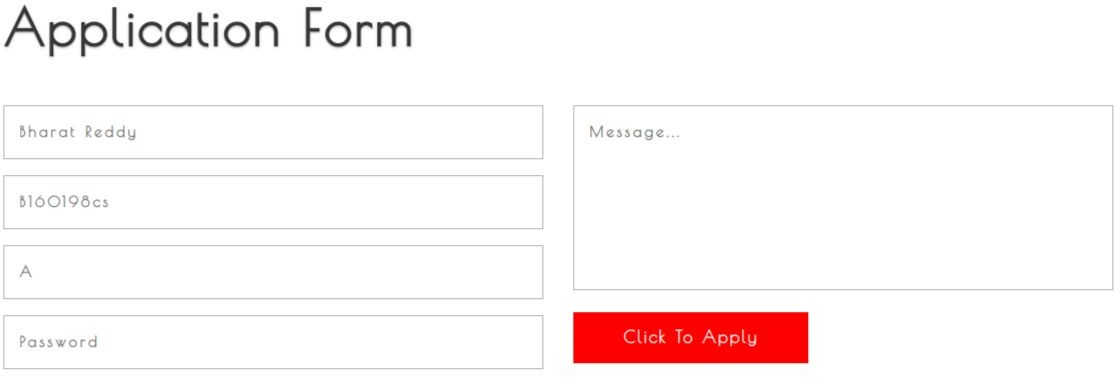 Application Form
Bharat Reddy
B160198cs
A
Password
Message...
Click To Apply